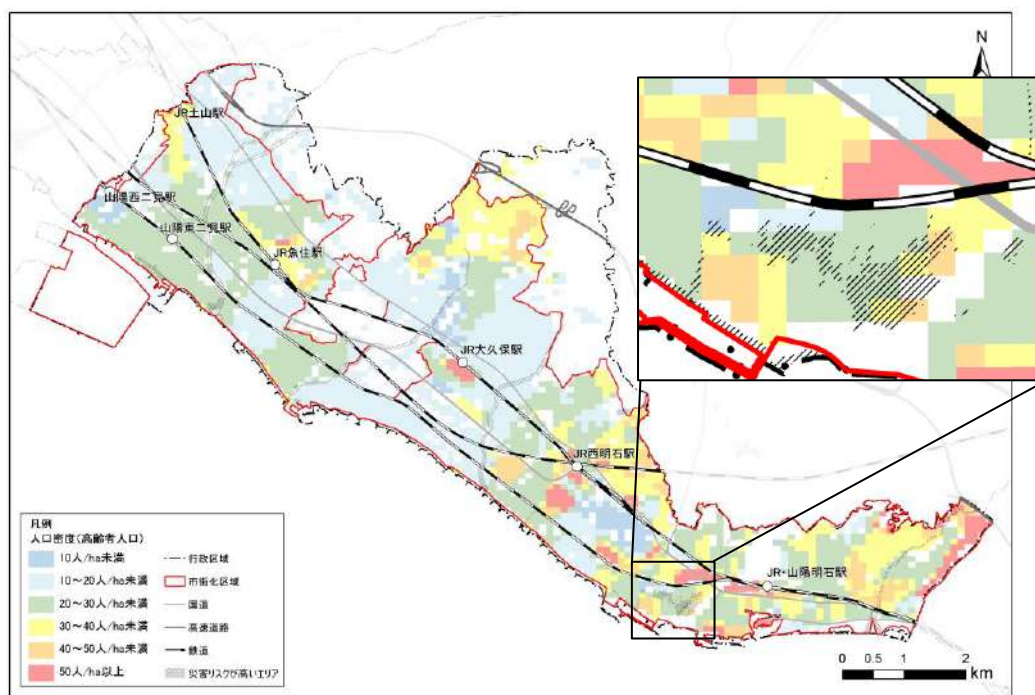 N
JR土山駅
山陽西二見駅
山陽東二見駅
JR魚住駅
JR大久保駅
JR西明石駅
JR・山陽明石駅
凡例
人口密度(高齢者人口)
10人/ha未満
10~20人/ha未満
20~30人/ha未満
30~40人/ha未満
40~50人/ha未満
50人/ha以上
行政区域
市街化区域
国道
高速道路
鉄道
災害リスクが高いエリア
0 0.5 1 2
km